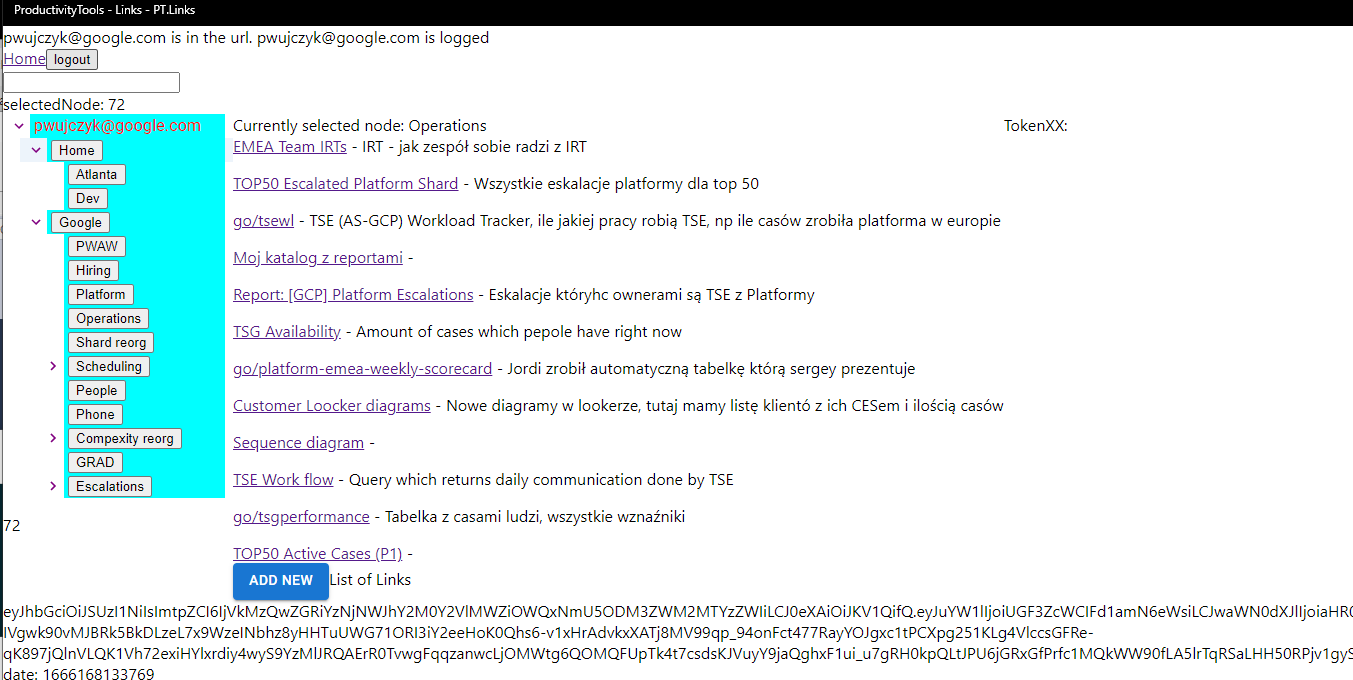 ProductivityTools - Links - PT.Links
pwujczyk@google.com is in the url. pwujczyk@google.com is logged
Home logout
selectedNode: 72
pwujczyk@google.com
Home
Atlanta
Dev
Google
PWAW
Hiring
Platform
Operations
Shard reorg
Scheduling
People
Phone
Compexity reorg
GRAD
Escalations
72
Currently selected node: Operations
EMEA Team IRTs - IRT - jak zespół sobie radzi z IRT
TOP50 Escalated Platform Shard - Wszystkie eskalacje platformy dla top 50
go/tsewl - TSE (AS-GCP) Workload Tracker, ile jakiej pracy robią TSE, np ile casów zrobiła platforma w europie
Moj katalog z reportami -
Report: [GCP] Platform Escalations - Eskalacje któryhc ownerami są TSE z Platformy
TSG Availability - Amount of cases which pepole have right now
go/platform-emea-weekly-scorecard - Jordi zrobił automatyczną tabelkę którą sergey prezentuje
Customer Loocker diagrams - Nowe diagramy w lookerze, tutaj mamy listę klientó z ich CESem i ilością casów
Sequence diagram -
TSE Work flow - Query which returns daily communication done by TSE
go/tsgperformance - Tabelka z casami ludzi, wszystkie wznaźniki
TOP50 Active Cases (P1) -
ADD NEW List of Links
TokenXX:
date: 1666168133769